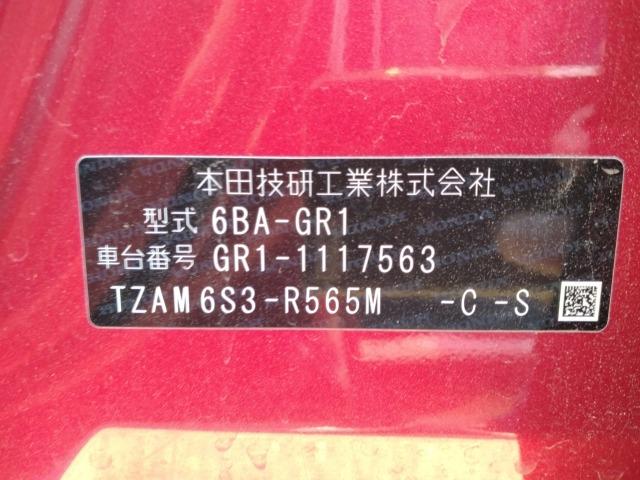 本田技研工業株式会社
型式 6BA-GR1
車台番号 GR1-1117563
TZAM6S3-R565M -C -S